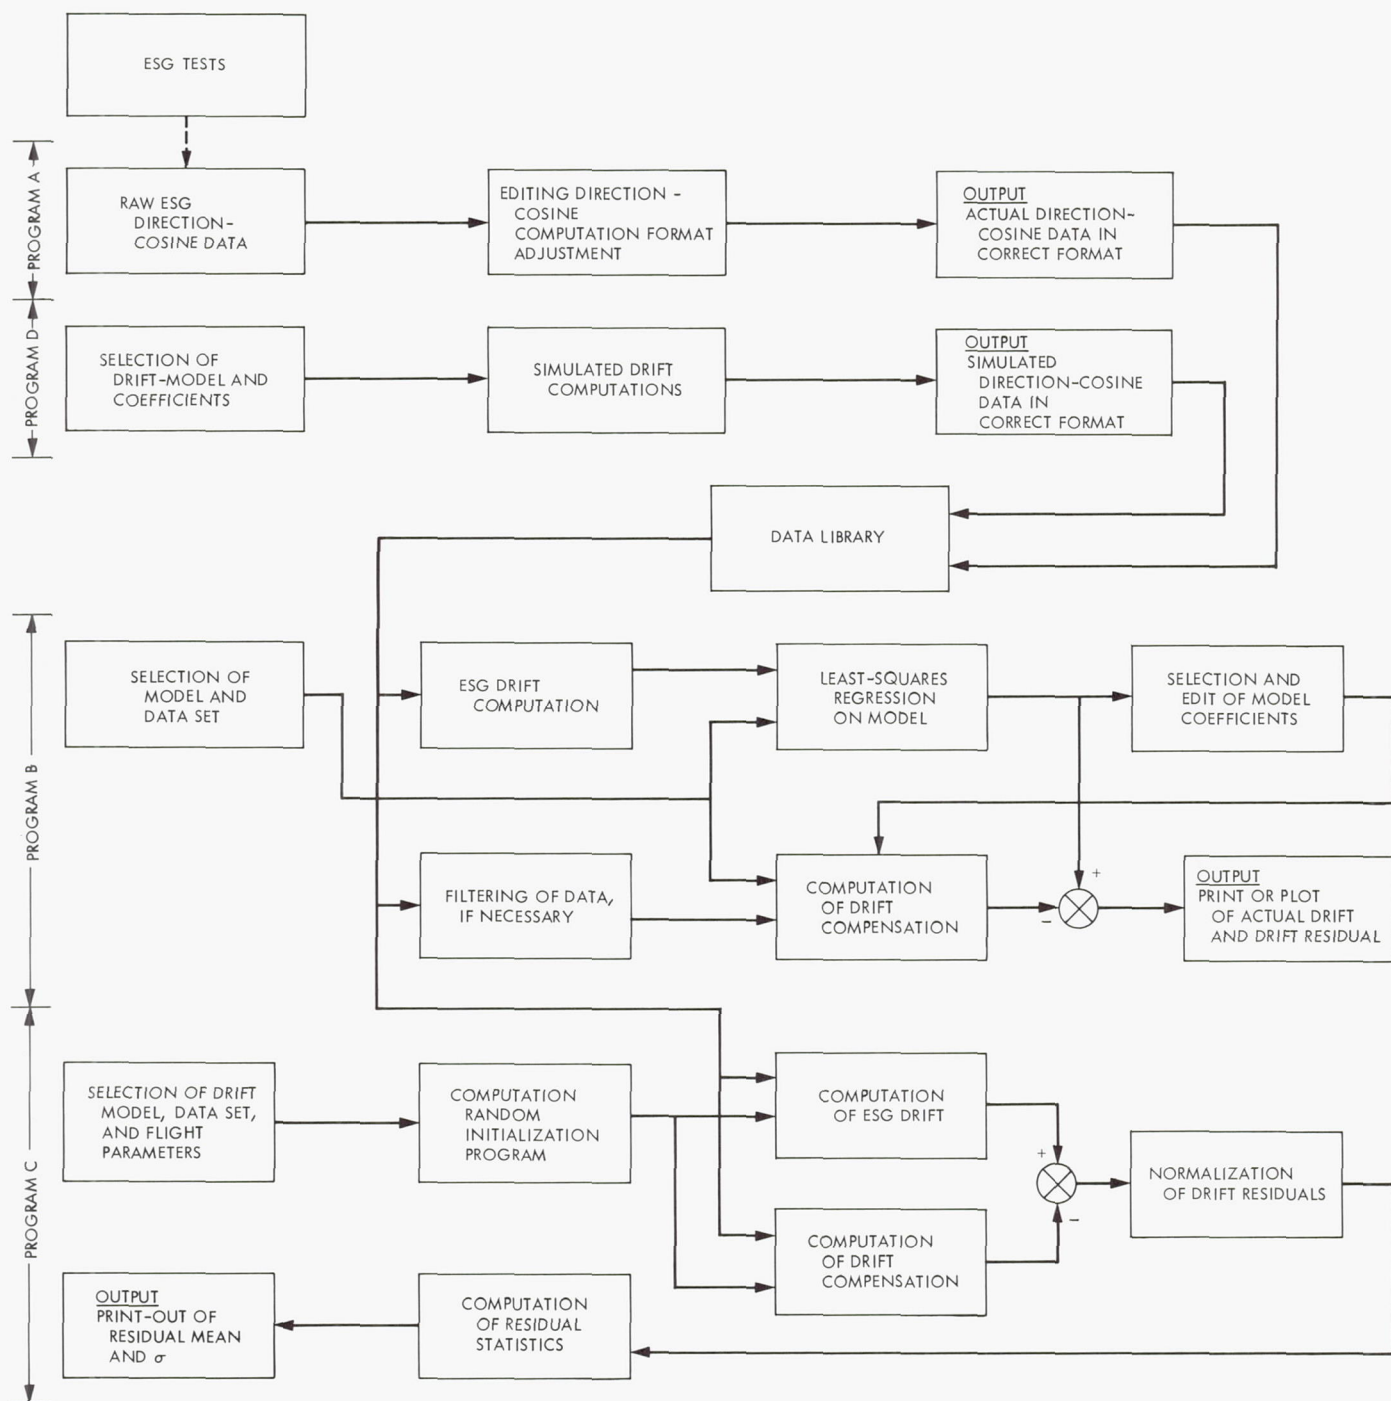 ESG TESTS
PROGRAM A
RAW ESG
DIRECTION-
COSINE DATA
EDITING DIRECTION -
COSINE
COMPUTATION FORMAT
ADJUSTMENT
OUTPUT
ACTUAL DIRECTION-
COSINE DATA IN
CORRECT FORMAT
PROGRAM D
SELECTION OF
DRIFT-MODEL AND
COEFFICIENTS
SIMULATED DRIFT
COMPUTATIONS
OUTPUT
SIMULATED
DIRECTION-COSINE
DATA IN
CORRECT FORMAT
DATA LIBRARY
PROGRAM B
SELECTION OF
MODEL AND
DATA SET
ESG DRIFT
COMPUTATION
LEAST-SQUARES
REGRESSION
ON MODEL
SELECTION AND
EDIT OF MODEL
COEFFICIENTS
FILTERING OF DATA,
IF NECESSARY
COMPUTATION
OF DRIFT
COMPENSATION
+
−
OUTPUT
PRINT OR PLOT
OF ACTUAL DRIFT
AND DRIFT RESIDUAL
PROGRAM C
SELECTION OF DRIFT
MODEL, DATA SET,
AND FLIGHT
PARAMETERS
COMPUTATION
RANDOM
INITIALIZATION
PROGRAM
COMPUTATION
OF ESG DRIFT
+
−
NORMALIZATION
OF DRIFT RESIDUALS
COMPUTATION
OF DRIFT
COMPENSATION
OUTPUT
PRINT-OUT OF
RESIDUAL MEAN
AND σ
COMPUTATION
OF RESIDUAL
STATISTICS